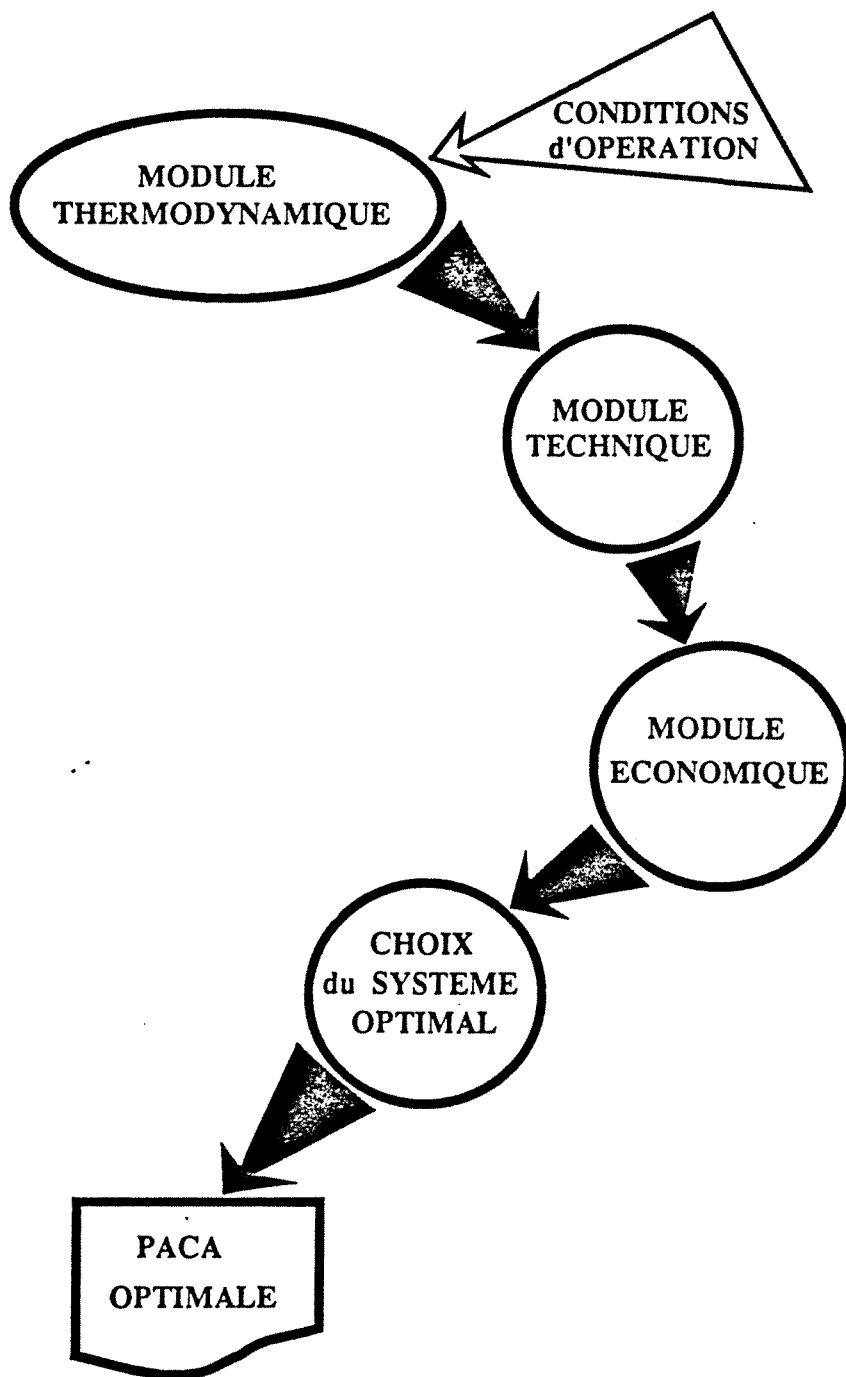 CONDITIONS
d'OPERATION
MODULE
THERMODYNAMIQUE
MODULE
TECHNIQUE
MODULE
ECONOMIQUE
CHOIX
du SYSTEME
OPTIMAL
PACA
OPTIMALE